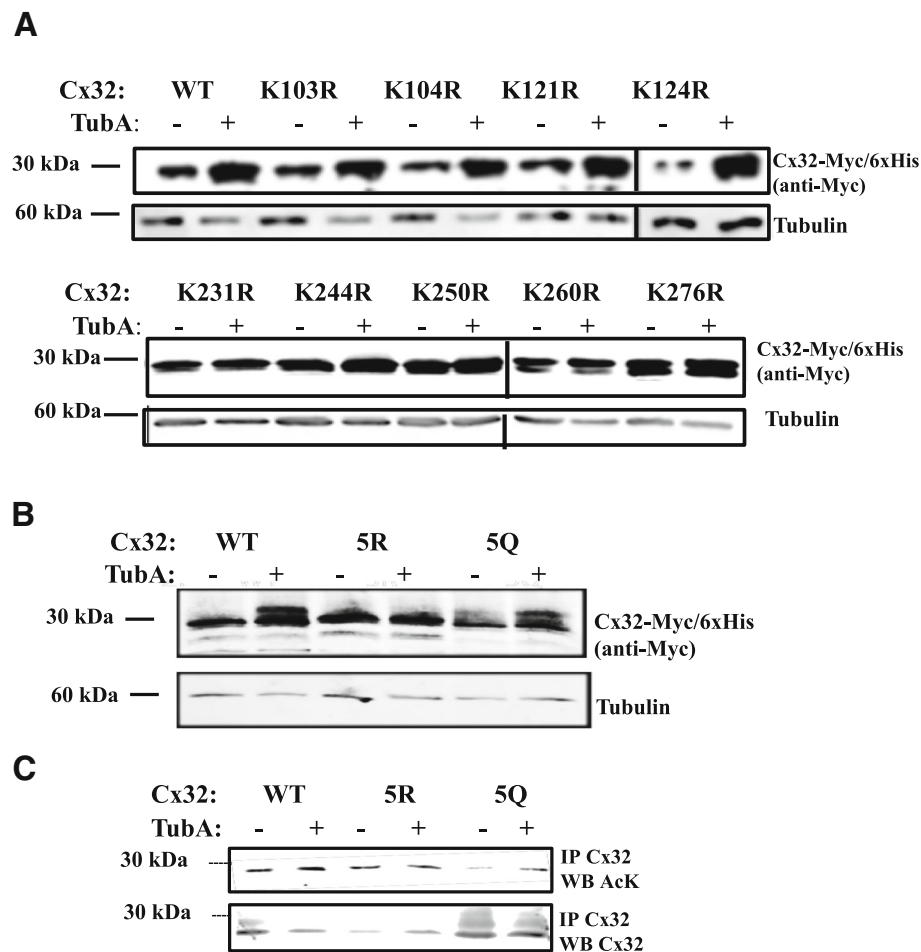 A
Cx32: WT K103R K104R K121R K124R
TubA: - + - + - + - + - +
30 kDa
Cx32-Myc/6xHis
(anti-Myc)
60 kDa
Tubulin
Cx32: K231R K244R K250R K260R K276R
TubA: - + - + - + - + - +
30 kDa
Cx32-Myc/6xHis
(anti-Myc)
60 kDa
Tubulin
B
Cx32: WT 5R 5Q
TubA: - + - + - +
30 kDa
Cx32-Myc/6xHis
(anti-Myc)
60 kDa
Tubulin
C
Cx32: WT 5R 5Q
TubA: - + - + - +
30 kDa
IP Cx32
WB AcK
30 kDa
IP Cx32
WB Cx32